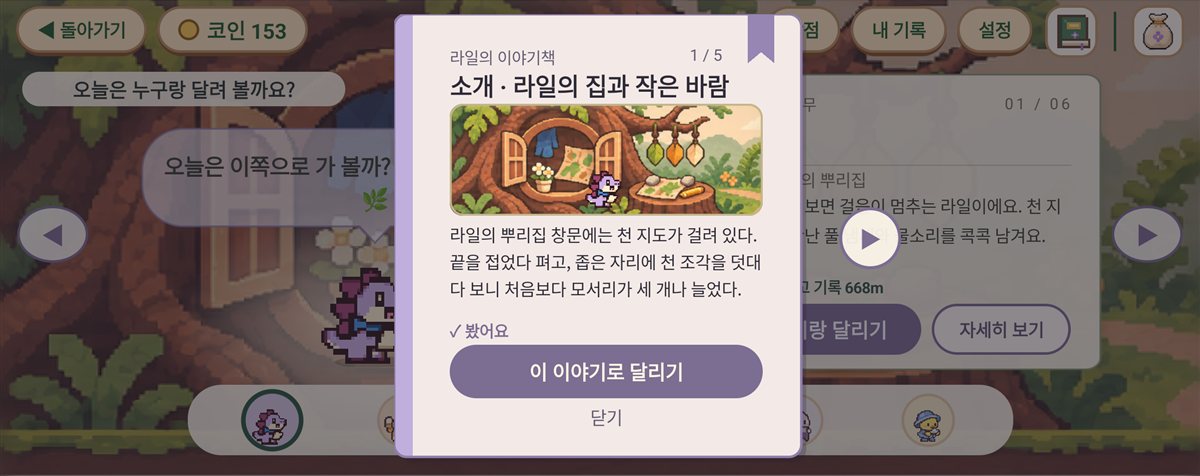 돌아가기
코인 153
점
내 기록
설정
오늘은 누구랑 달려 볼까요?
오늘은 이쪽으로 가 볼까?
라일의 이야기책
1 / 5
소개 · 라일의 집과 작은 바람
라일의 뿌리집 창문에는 천 지도가 걸려 있다.
끝을 접었다 펴고, 좁은 자리에 천 조각을 덧대
다 보니 처음보다 모서리가 세 개나 늘었다.
✓ 봤어요
이 이야기로 달리기
닫기
무
01 / 06
의 뿌리집
보면 걸음이 멈추는 라일이에요. 천 지
난 풀
물소리를 콕콕 남겨요.
고 기록 668m
랑 달리기
자세히 보기